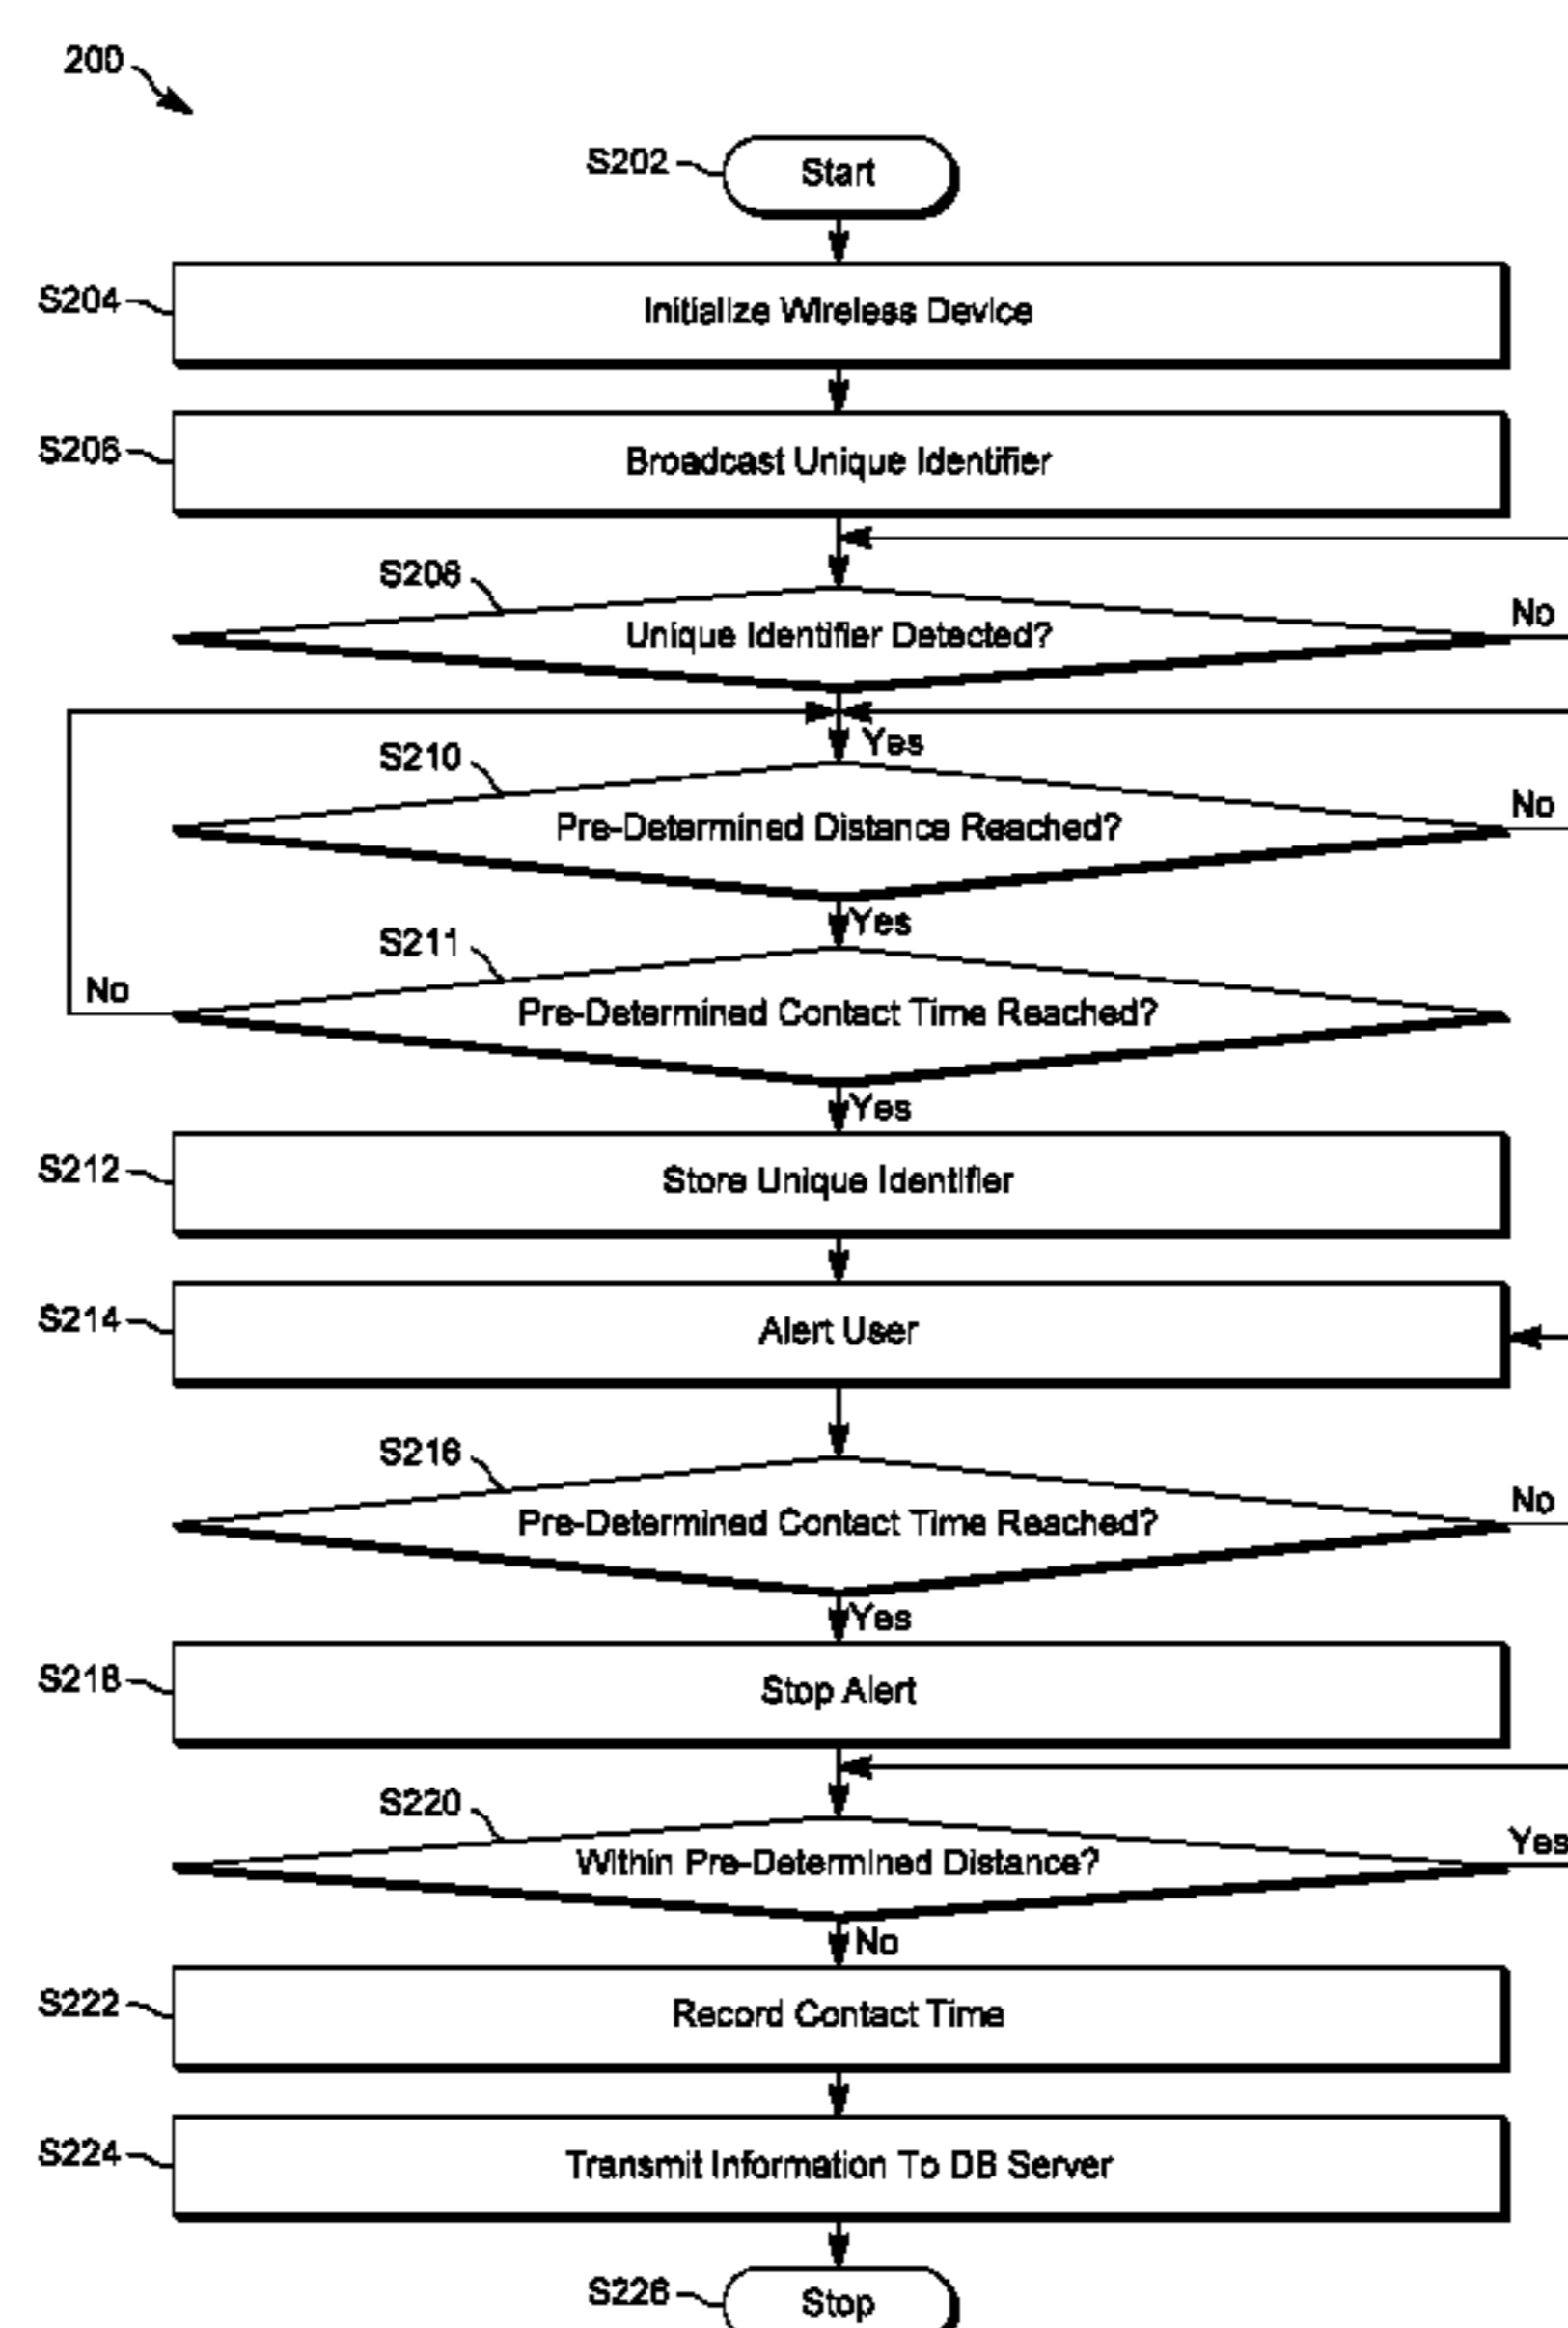 200
S202
Start
S204
Initialize Wireless Device
S206
Broadcast Unique Identifier
S208
Unique Identifier Detected?
No
Yes
S210
Pre-Determined Distance Reached?
No
Yes
S211
Pre-Determined Contact Time Reached?
No
Yes
S212
Store Unique Identifier
S214
Alert User
S216
Pre-Determined Contact Time Reached?
No
Yes
S218
Stop Alert
S220
Within Pre-Determined Distance?
Yes
No
S222
Record Contact Time
S224
Transmit Information To DB Server
S226
Stop